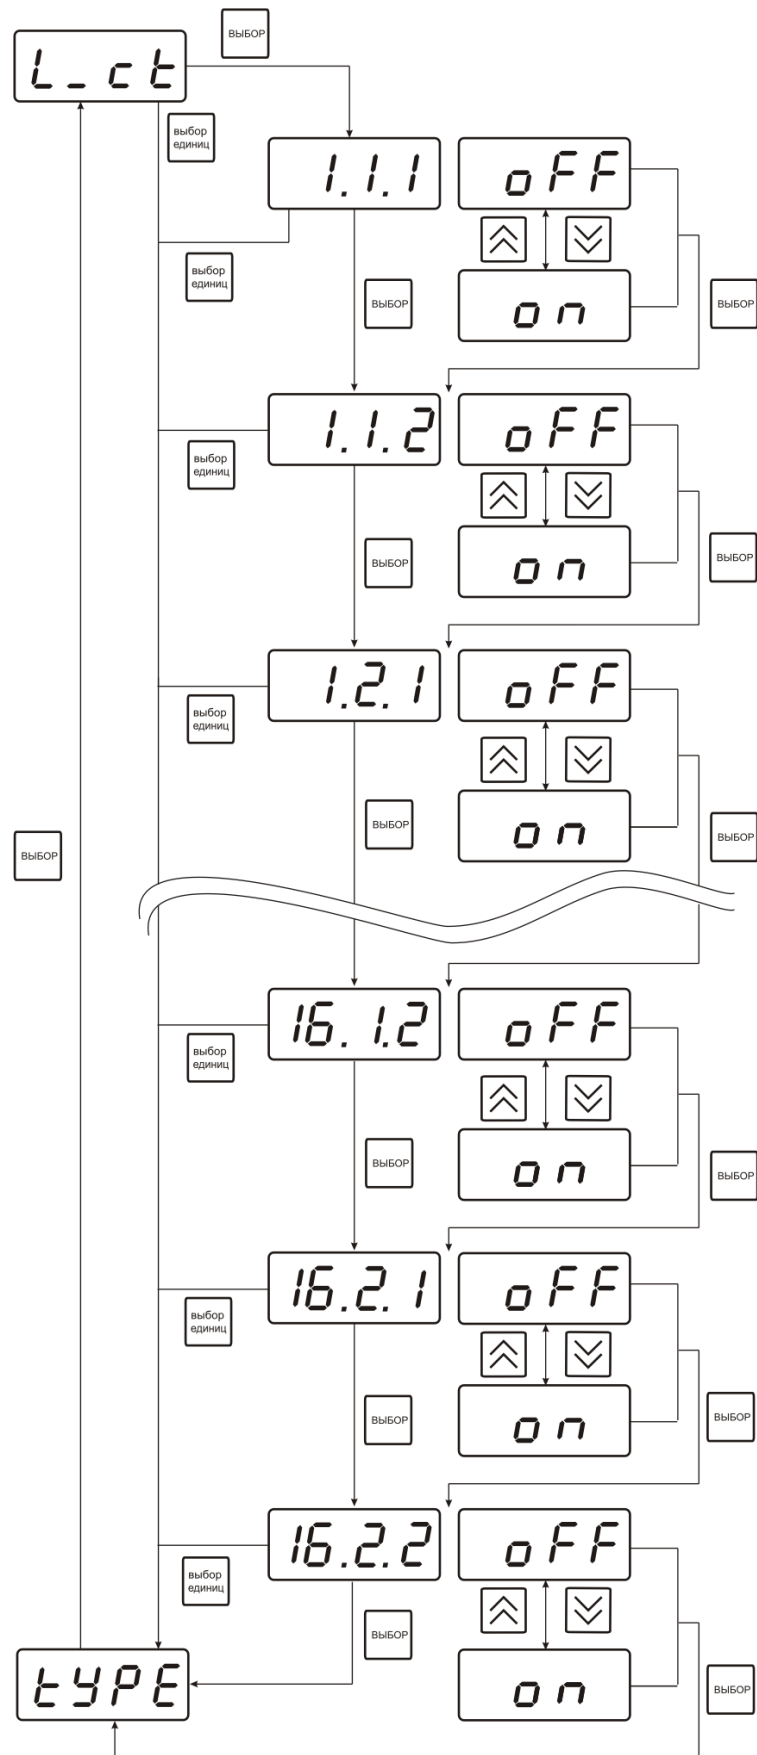 ВЫБОР
L_ct
выбор
единиц
1.1.1 oFF
выбор
единиц
ВЫБОР
on
ВЫБОР
1.1.2 oFF
выбор
единиц
ВЫБОР
on
ВЫБОР
1.2.1 oFF
выбор
единиц
ВЫБОР
on
ВЫБОР
ВЫБОР
16.1.2 oFF
выбор
единиц
ВЫБОР
on
ВЫБОР
16.2.1 oFF
выбор
единиц
ВЫБОР
on
ВЫБОР
16.2.2 oFF
выбор
единиц
ВЫБОР
tYPE
on
ВЫБОР